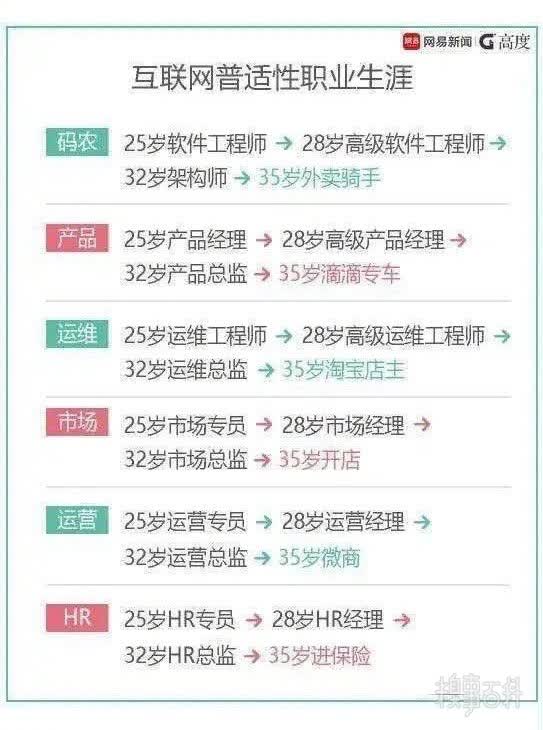 网易 网易新闻 G 高度
互联网普适性职业生涯
码农 25岁软件工程师 → 28岁高级软件工程师 →
32岁架构师 → 35岁外卖骑手
产品 25岁产品经理 → 28岁高级产品经理 →
32岁产品总监 → 35岁滴滴专车
运维 25岁运维工程师 → 28岁高级运维工程师 →
32岁运维总监 → 35岁淘宝店主
市场 25岁市场专员 → 28岁市场经理 →
32岁市场总监 → 35岁开店
运营 25岁运营专员 → 28岁运营经理 →
32岁运营总监 → 35岁微商
HR 25岁HR专员 → 28岁HR经理 →
32岁HR总监 → 35岁进保险